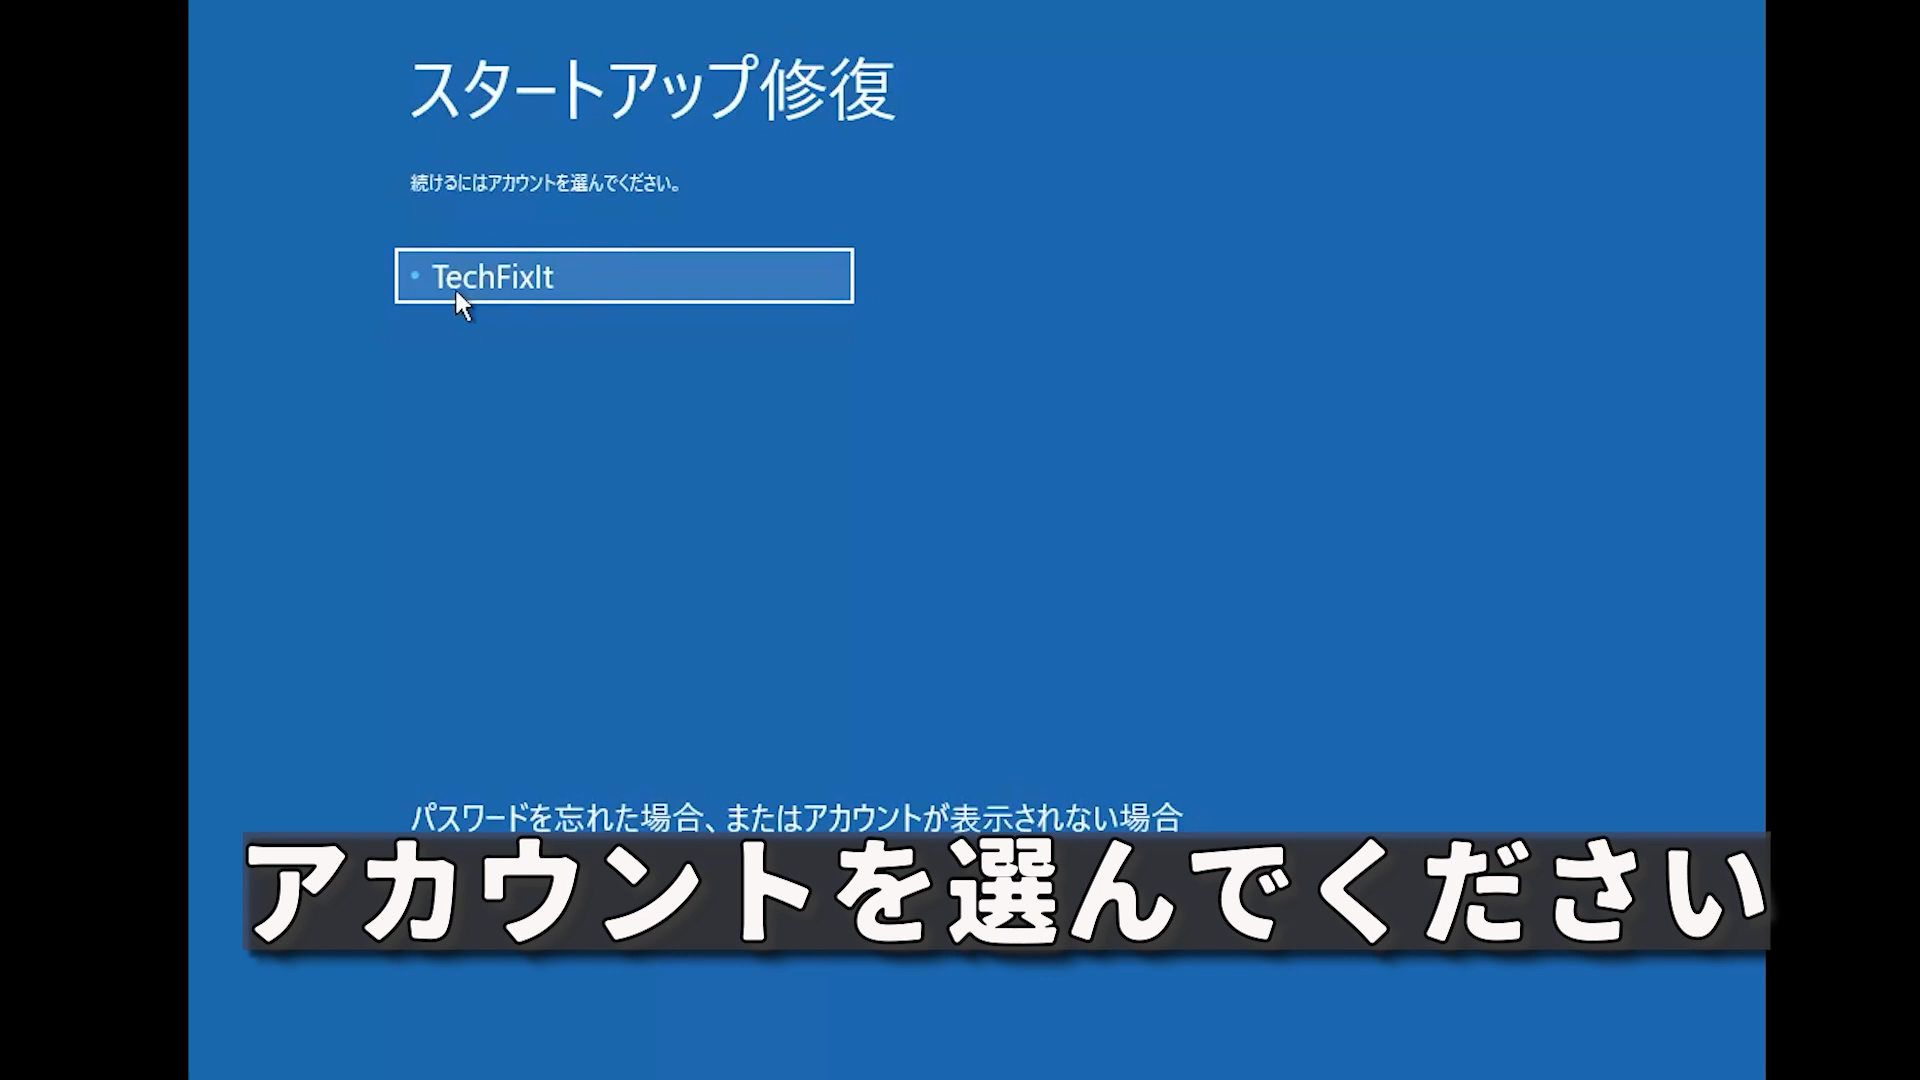 スタートアップ修復
続けるにはアカウントを選んでください。
TechFixIt
パスワードを忘れた場合、またはアカウントが表示されない場合
アカウントを選んでください